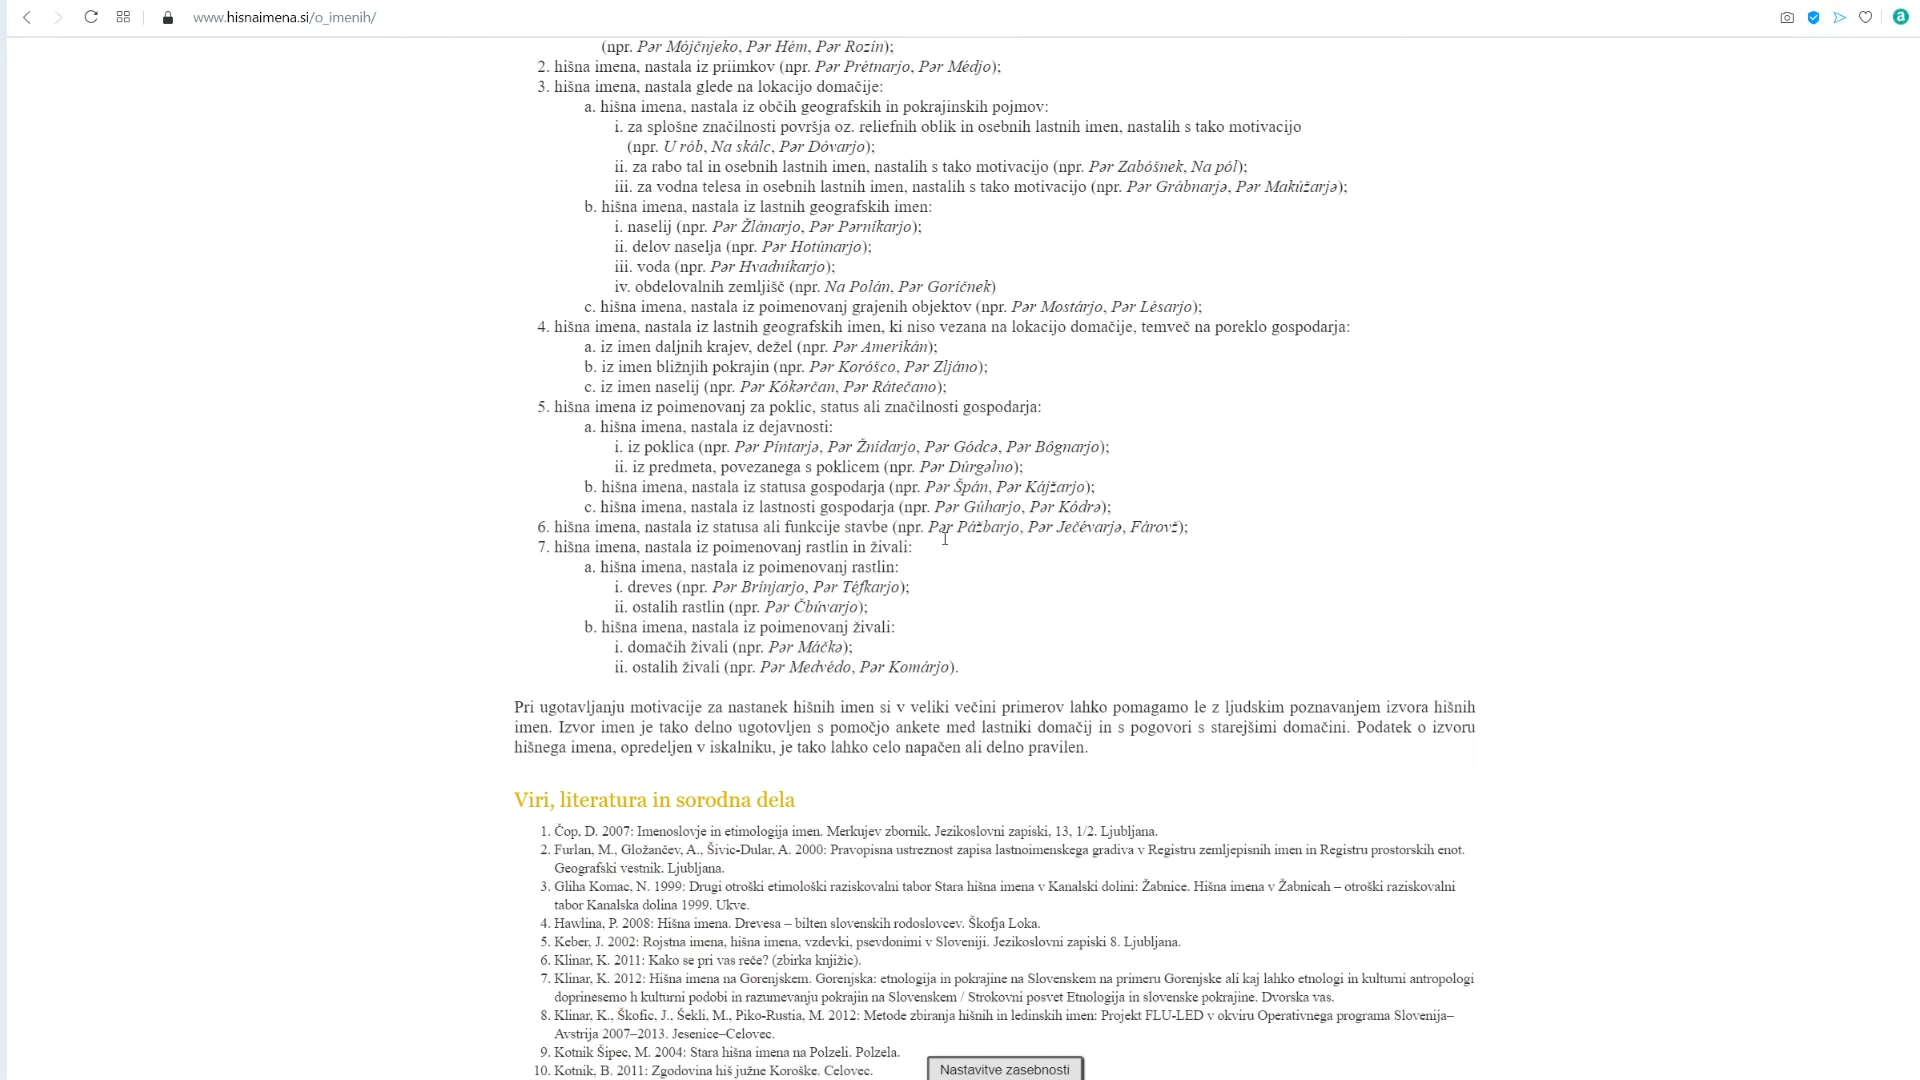 www.hisnaimena.si/o_imenih/
(npr. Pər Mójčnjeko, Pər Hém, Pər Rozín);
2. hišna imena, nastala iz priimkov (npr. Pər Prétnarjo, Pər Médjo);
3. hišna imena, nastala glede na lokacijo domačije:
a. hišna imena, nastala iz občih geografskih in pokrajinskih pojmov:
i. za splošne značilnosti površja oz. reliefnih oblik in osebnih lastnih imen, nastalih s tako motivacijo
(npr. U rób, Na skálc, Pər Dóvarjo);
ii. za rabo tal in osebnih lastnih imen, nastalih s tako motivacijo (npr. Pər Zabóšnek, Na pól);
iii. za vodna telesa in osebnih lastnih imen, nastalih s tako motivacijo (npr. Pər Grábnarjə, Pər Makúžarjə);
b. hišna imena, nastala iz lastnih geografskih imen:
i. naselij (npr. Pər Žlánarjo, Pər Pərníkarjo);
ii. delov naselja (npr. Pər Hotúnarjo);
iii. voda (npr. Pər Hvadnikarjo);
iv. obdelovalnih zemljišč (npr. Na Polán, Pər Goríčnek)
c. hišna imena, nastala iz poimenovanj grajenih objektov (npr. Pər Mostárjo, Pər Lésarjo);
4. hišna imena, nastala iz lastnih geografskih imen, ki niso vezana na lokacijo domačije, temveč na poreklo gospodarja:
a. iz imen daljnih krajev, dežel (npr. Pər Amerikán);
b. iz imen bližnjih pokrajin (npr. Pər Koróšco, Pər Zljáno);
c. iz imen naselij (npr. Pər Kókərčan, Pər Rátečano);
5. hišna imena iz poimenovanj za poklic, status ali značilnosti gospodarja:
a. hišna imena, nastala iz dejavnosti:
i. iz poklica (npr. Pər Píntarjə, Pər Žnídarjo, Pər Gódcə, Pər Bôgnarjo);
ii. iz predmeta, povezanega s poklicem (npr. Pər Dúrgəlno);
b. hišna imena, nastala iz statusa gospodarja (npr. Pər Špán, Pər Kájžarjo);
c. hišna imena, nastala iz lastnosti gospodarja (npr. Pər Gúharjo, Pər Kódrə);
6. hišna imena, nastala iz statusa ali funkcije stavbe (npr. Pər Pážbarjo, Pər Ječévarjə, Fárovž);
7. hišna imena, nastala iz poimenovanj rastlin in živali:
a. hišna imena, nastala iz poimenovanj rastlin:
i. dreves (npr. Pər Brínjarjo, Pər Téfkarjo);
ii. ostalih rastlin (npr. Pər Čbúvarjo);
b. hišna imena, nastala iz poimenovanj živali:
i. domačih živali (npr. Pər Máčkə);
ii. ostalih živali (npr. Pər Medvédo, Pər Komárjo).
Pri ugotavljanju motivacije za nastanek hišnih imen si v veliki večini primerov lahko pomagamo le z ljudskim poznavanjem izvora hišnih
imen. Izvor imen je tako delno ugotovljen s pomočjo ankete med lastniki domačij in s pogovori s starejšimi domačini. Podatek o izvoru
hišnega imena, opredeljen v iskalniku, je tako lahko celo napačen ali delno pravilen.
Viri, literatura in sorodna dela
1. Čop, D. 2007: Imenoslovje in etimologija imen. Merkujev zbornik, Jezikoslovni zapiski, 13, 1/2. Ljubljana.
2. Furlan, M., Gložančev, A., Šivic-Dular, A. 2000: Pravopisna ustreznost zapisa lastnoimenskega gradiva v Registru zemljepisnih imen in Registru prostorskih enot.
Geografski vestnik. Ljubljana.
3. Gliha Komac, N. 1999: Drugi otroški etimološki raziskovalni tabor Stara hišna imena v Kanalski dolini: Žabnice. Hišna imena v Žabnicah – otroški raziskovalni
tabor Kanalska dolina 1999. Ukve.
4. Hawlina, P. 2008: Hišna imena. Drevesa – bilten slovenskih rodoslovcev. Škofja Loka.
5. Keber, J. 2002: Rojstna imena, hišna imena, vzdevki, psevdonimi v Sloveniji. Jezikoslovni zapiski 8. Ljubljana.
6. Klinar, K. 2011: Kako se pri vas reče? (zbirka knjižic).
7. Klinar, K. 2012: Hišna imena na Gorenjskem. Gorenjska: etnologija in pokrajine na Slovenskem na primeru Gorenjske ali kaj lahko etnologi in kulturni antropologi
doprinesemo h kulturni podobi in razumevanju pokrajin na Slovenskem / Strokovni posvet Etnologija in slovenske pokrajine. Dvorska vas.
8. Klinar, K., Škofic, J., Šekli, M., Piko-Rustia, M. 2012: Metode zbiranja hišnih in ledinskih imen: Projekt FLU-LED v okviru Operativnega programa Slovenija–
Avstrija 2007–2013. Jesenice–Celovec.
9. Kotnik Šipec, M. 2004: Stara hišna imena na Polzeli. Polzela.
10. Kotnik, B. 2011: Zgodovina hiš južne Koroške. Celovec.
Nastavitve zasebnosti